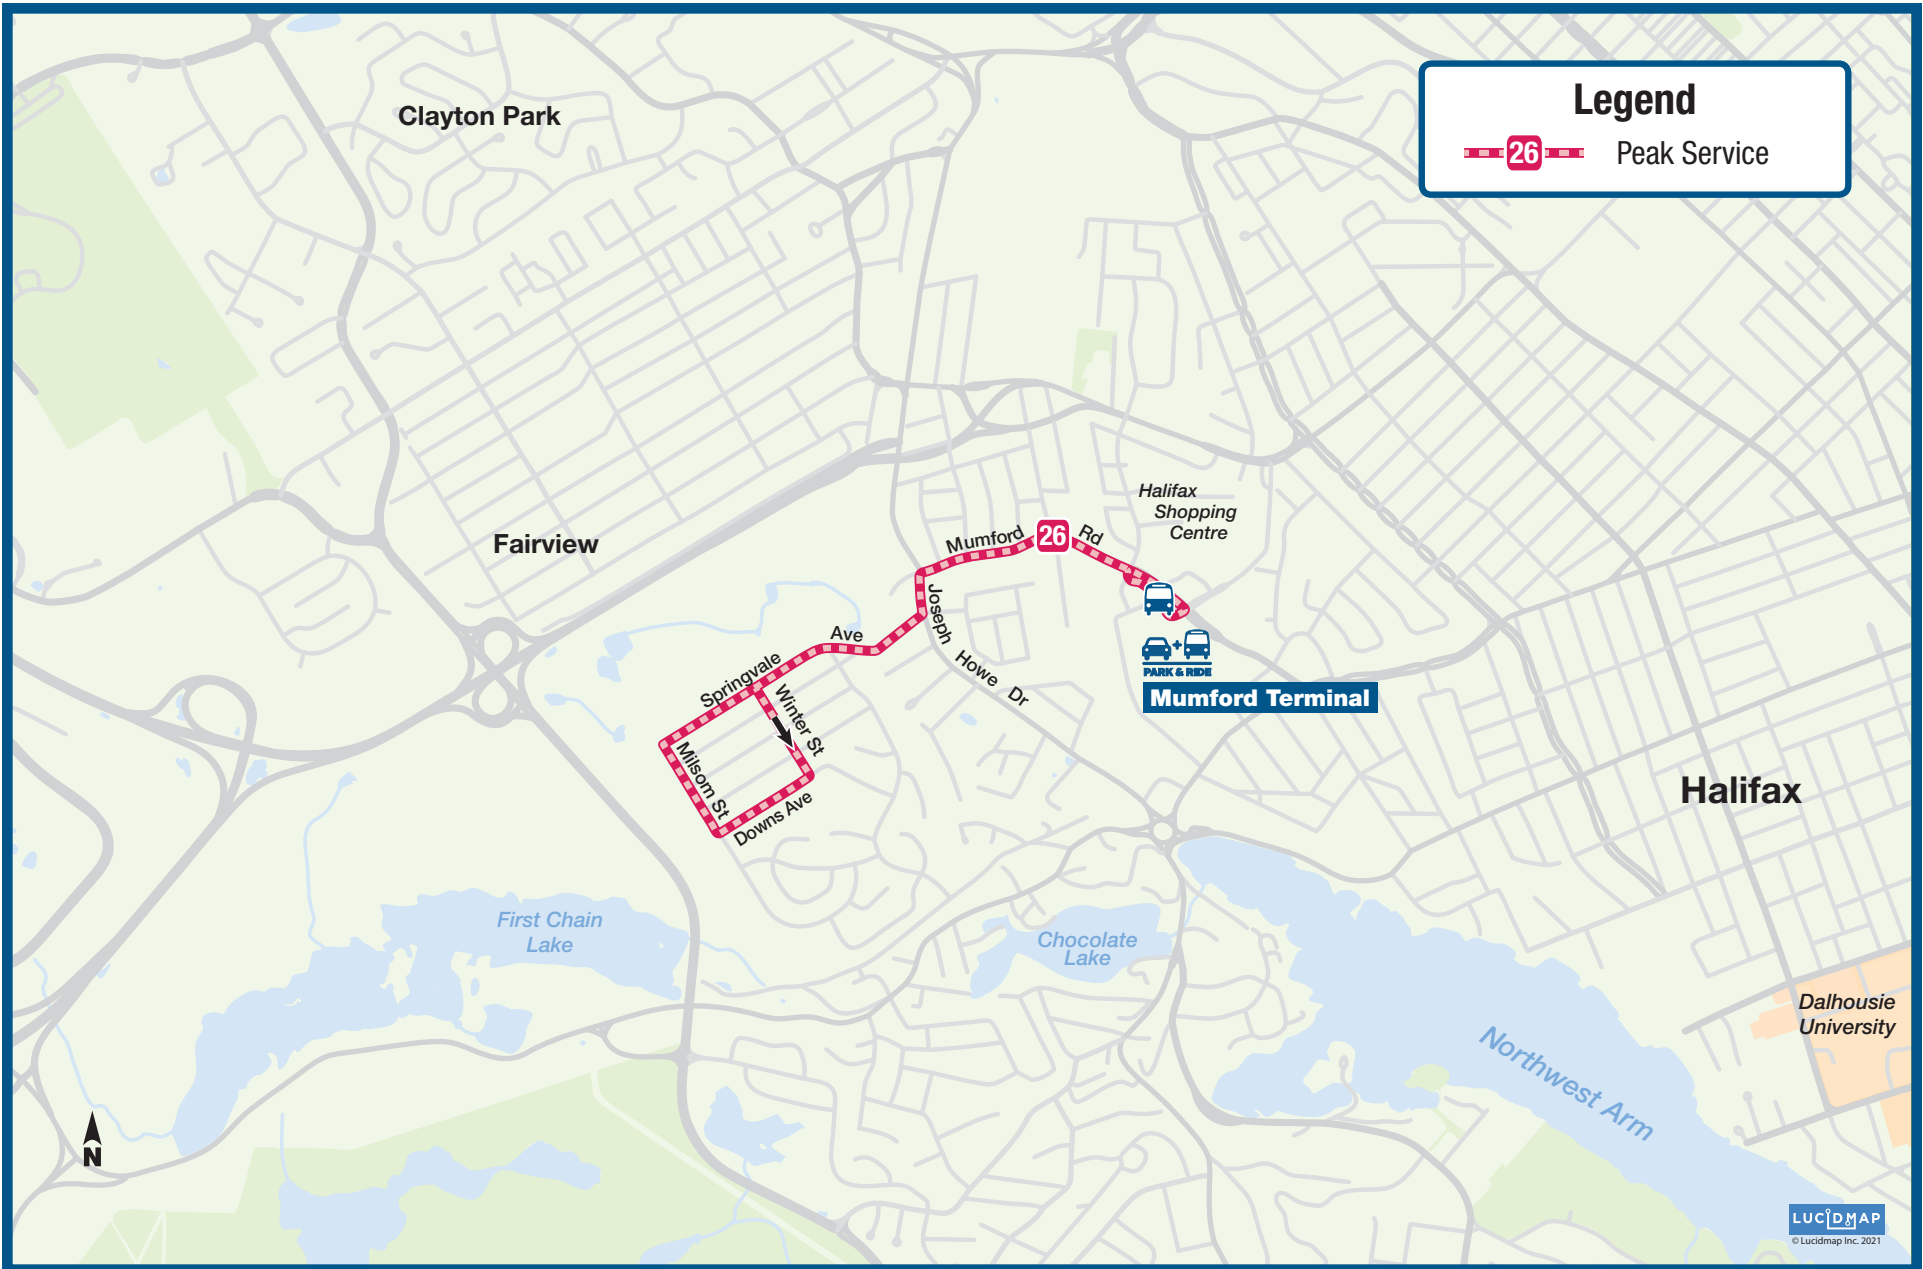 Clayton Park
Legend
26
Peak Service
Halifax
Shopping
Centre
Fairview
Mumford
26
Rd
Joseph
Howe
Dr
Ave
Springvale
Winter St
Milsom St
Downs Ave
PARK & RIDE
Mumford Terminal
Halifax
First Chain
Lake
Chocolate
Lake
Dalhousie
University
Northwest Arm
N
LUCIDMAP
© Lucidmap Inc. 2021